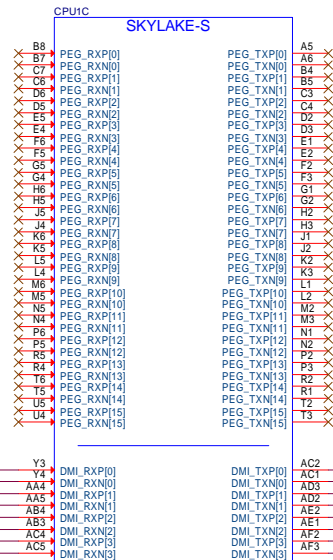 CPU1C
SKYLAKE-S
B8 PEG_RXP[0] PEG_TXP[0] A5
B7 PEG_RXN[0] PEG_TXN[0] A6
C7 PEG_RXP[1] PEG_TXP[1] B4
C6 PEG_RXN[1] PEG_TXN[1] B5
D6 PEG_RXP[2] PEG_TXP[2] C3
D5 PEG_RXN[2] PEG_TXN[2] C4
E5 PEG_RXP[3] PEG_TXP[3] D2
E4 PEG_RXN[3] PEG_TXN[3] D3
F6 PEG_RXP[4] PEG_TXP[4] E1
F5 PEG_RXN[4] PEG_TXN[4] E2
G5 PEG_RXP[5] PEG_TXP[5] F2
G4 PEG_RXN[5] PEG_TXN[5] F3
H6 PEG_RXP[6] PEG_TXP[6] G1
H5 PEG_RXN[6] PEG_TXN[6] G2
J5 PEG_RXP[7] PEG_TXP[7] H2
J4 PEG_RXN[7] PEG_TXN[7] H3
K6 PEG_RXP[8] PEG_TXP[8] J1
K5 PEG_RXN[8] PEG_TXN[8] J2
L5 PEG_RXP[9] PEG_TXP[9] K2
L4 PEG_RXN[9] PEG_TXN[9] K3
M6 PEG_RXP[10] PEG_TXP[10] L1
M5 PEG_RXN[10] PEG_TXN[10] L2
N5 PEG_RXP[11] PEG_TXP[11] M2
N4 PEG_RXN[11] PEG_TXN[11] M3
P6 PEG_RXP[12] PEG_TXP[12] N1
P5 PEG_RXN[12] PEG_TXN[12] N2
R5 PEG_RXP[13] PEG_TXP[13] P2
R4 PEG_RXN[13] PEG_TXN[13] P3
T6 PEG_RXP[14] PEG_TXP[14] R2
T5 PEG_RXN[14] PEG_TXN[14] R1
U5 PEG_RXP[15] PEG_TXP[15] T2
U4 PEG_RXN[15] PEG_TXN[15] T3
Y3 DMI_RXP[0] DMI_TXP[0] AC2
Y4 DMI_RXN[0] DMI_TXN[0] AC1
AA4 DMI_RXP[1] DMI_TXP[1] AD3
AA5 DMI_RXN[1] DMI_TXN[1] AD2
AB4 DMI_RXP[2] DMI_TXP[2] AE2
AB3 DMI_RXN[2] DMI_TXN[2] AE1
AC4 DMI_RXP[3] DMI_TXP[3] AF2
AC5 DMI_RXN[3] DMI_TXN[3] AF3